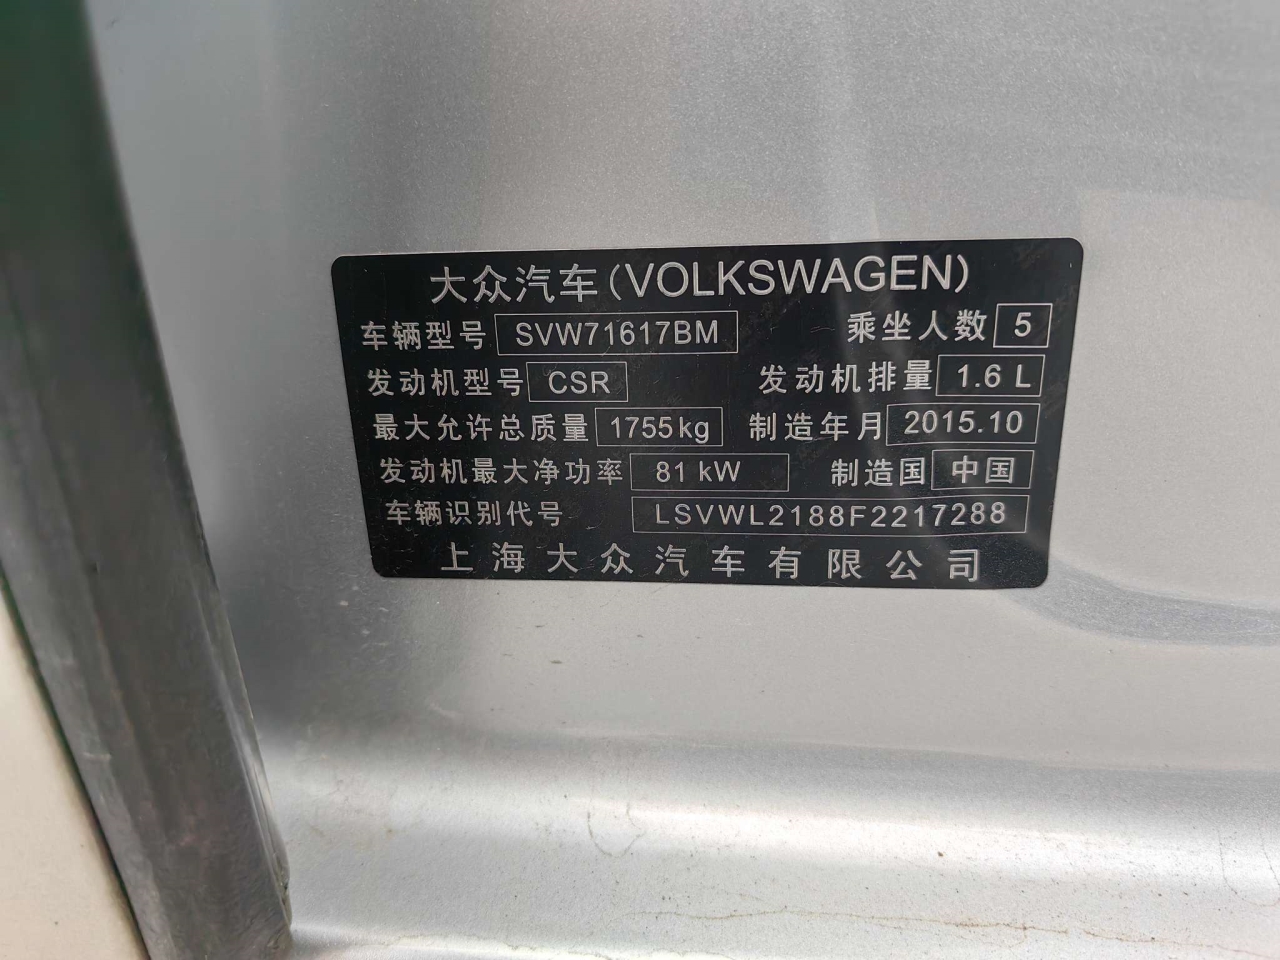 大众汽车(VOLKSWAGEN)
车辆型号 SVW71617BM 乘坐人数 5
发动机型号 CSR 发动机排量 1.6 L
最大允许总质量 1755kg 制造年月 2015.10
发动机最大净功率 81 kW 制造国 中国
车辆识别代号 LSVWL2188F2217288
上海大众汽车有限公司